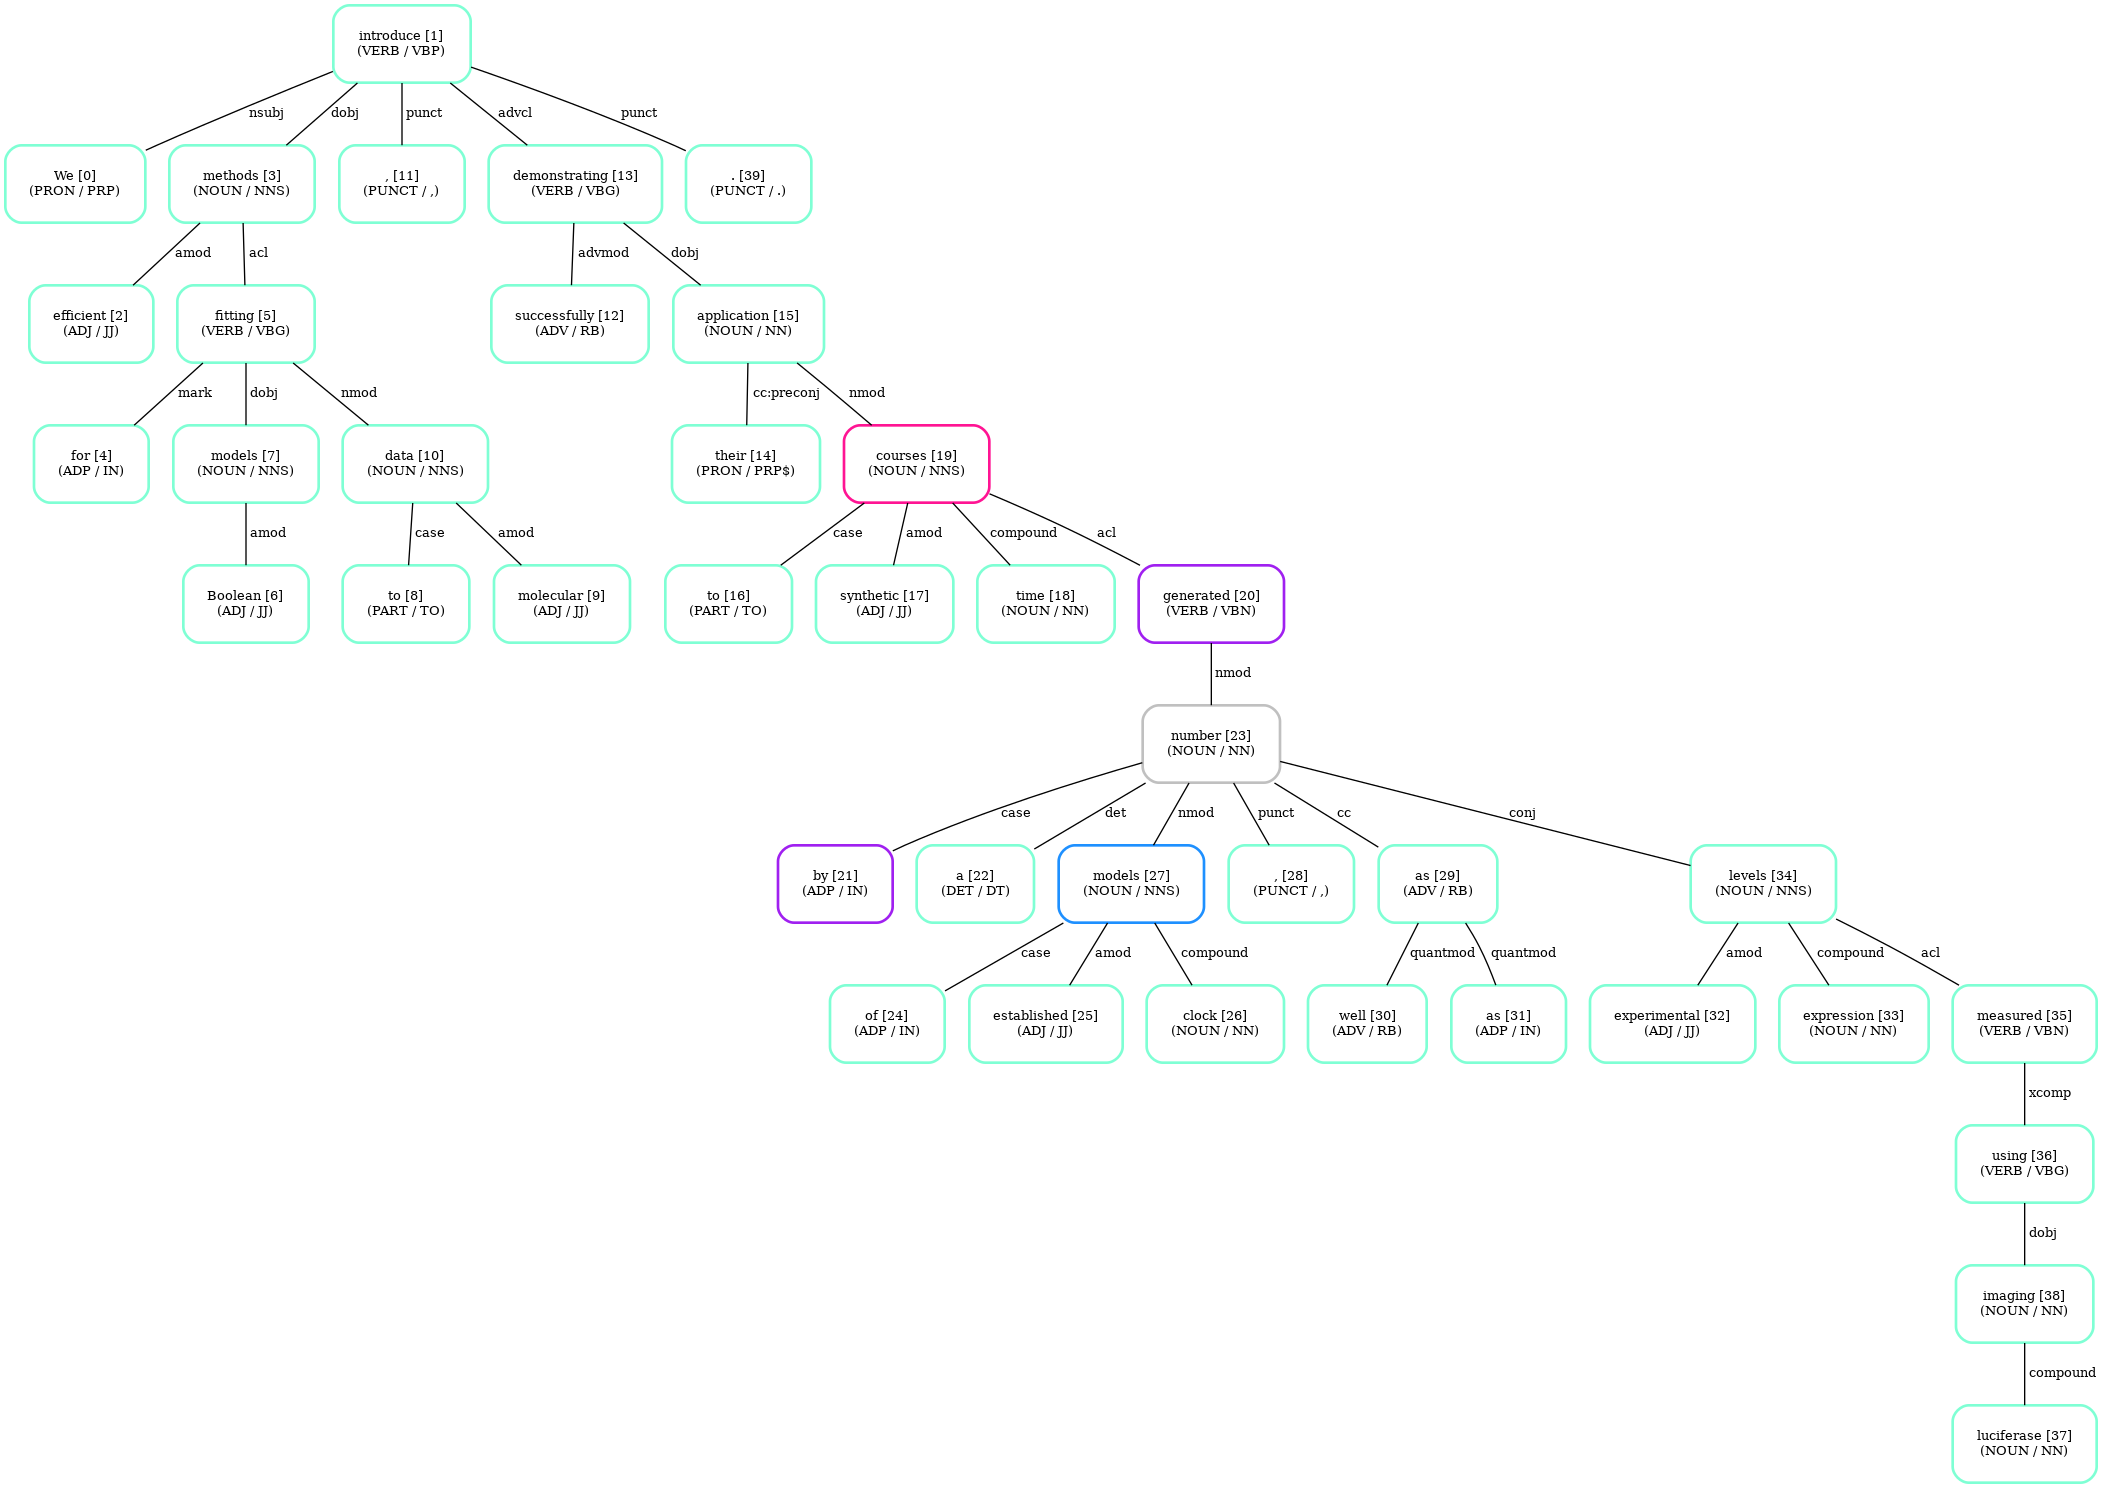 introduce [1]
(VERB / VBP)
nsubj
dobj
punct
advcl
punct
We [0]
(PRON / PRP)
methods [3]
(NOUN / NNS)
, [11]
(PUNCT / ,)
demonstrating [13]
(VERB / VBG)
. [39]
(PUNCT / .)
amod
acl
advmod
dobj
efficient [2]
(ADJ / JJ)
fitting [5]
(VERB / VBG)
successfully [12]
(ADV / RB)
application [15]
(NOUN / NN)
mark
dobj
nmod
cc:preconj
nmod
for [4]
(ADP / IN)
models [7]
(NOUN / NNS)
data [10]
(NOUN / NNS)
their [14]
(PRON / PRP$)
courses [19]
(NOUN / NNS)
amod
case
amod
case
amod
compound
acl
Boolean [6]
(ADJ / JJ)
to [8]
(PART / TO)
molecular [9]
(ADJ / JJ)
to [16]
(PART / TO)
synthetic [17]
(ADJ / JJ)
time [18]
(NOUN / NN)
generated [20]
(VERB / VBN)
nmod
number [23]
(NOUN / NN)
case
det
nmod
punct
cc
conj
by [21]
(ADP / IN)
a [22]
(DET / DT)
models [27]
(NOUN / NNS)
, [28]
(PUNCT / ,)
as [29]
(ADV / RB)
levels [34]
(NOUN / NNS)
case
amod
compound
quantmod
quantmod
amod
compound
acl
of [24]
(ADP / IN)
established [25]
(ADJ / JJ)
clock [26]
(NOUN / NN)
well [30]
(ADV / RB)
as [31]
(ADP / IN)
experimental [32]
(ADJ / JJ)
expression [33]
(NOUN / NN)
measured [35]
(VERB / VBN)
xcomp
using [36]
(VERB / VBG)
dobj
imaging [38]
(NOUN / NN)
compound
luciferase [37]
(NOUN / NN)